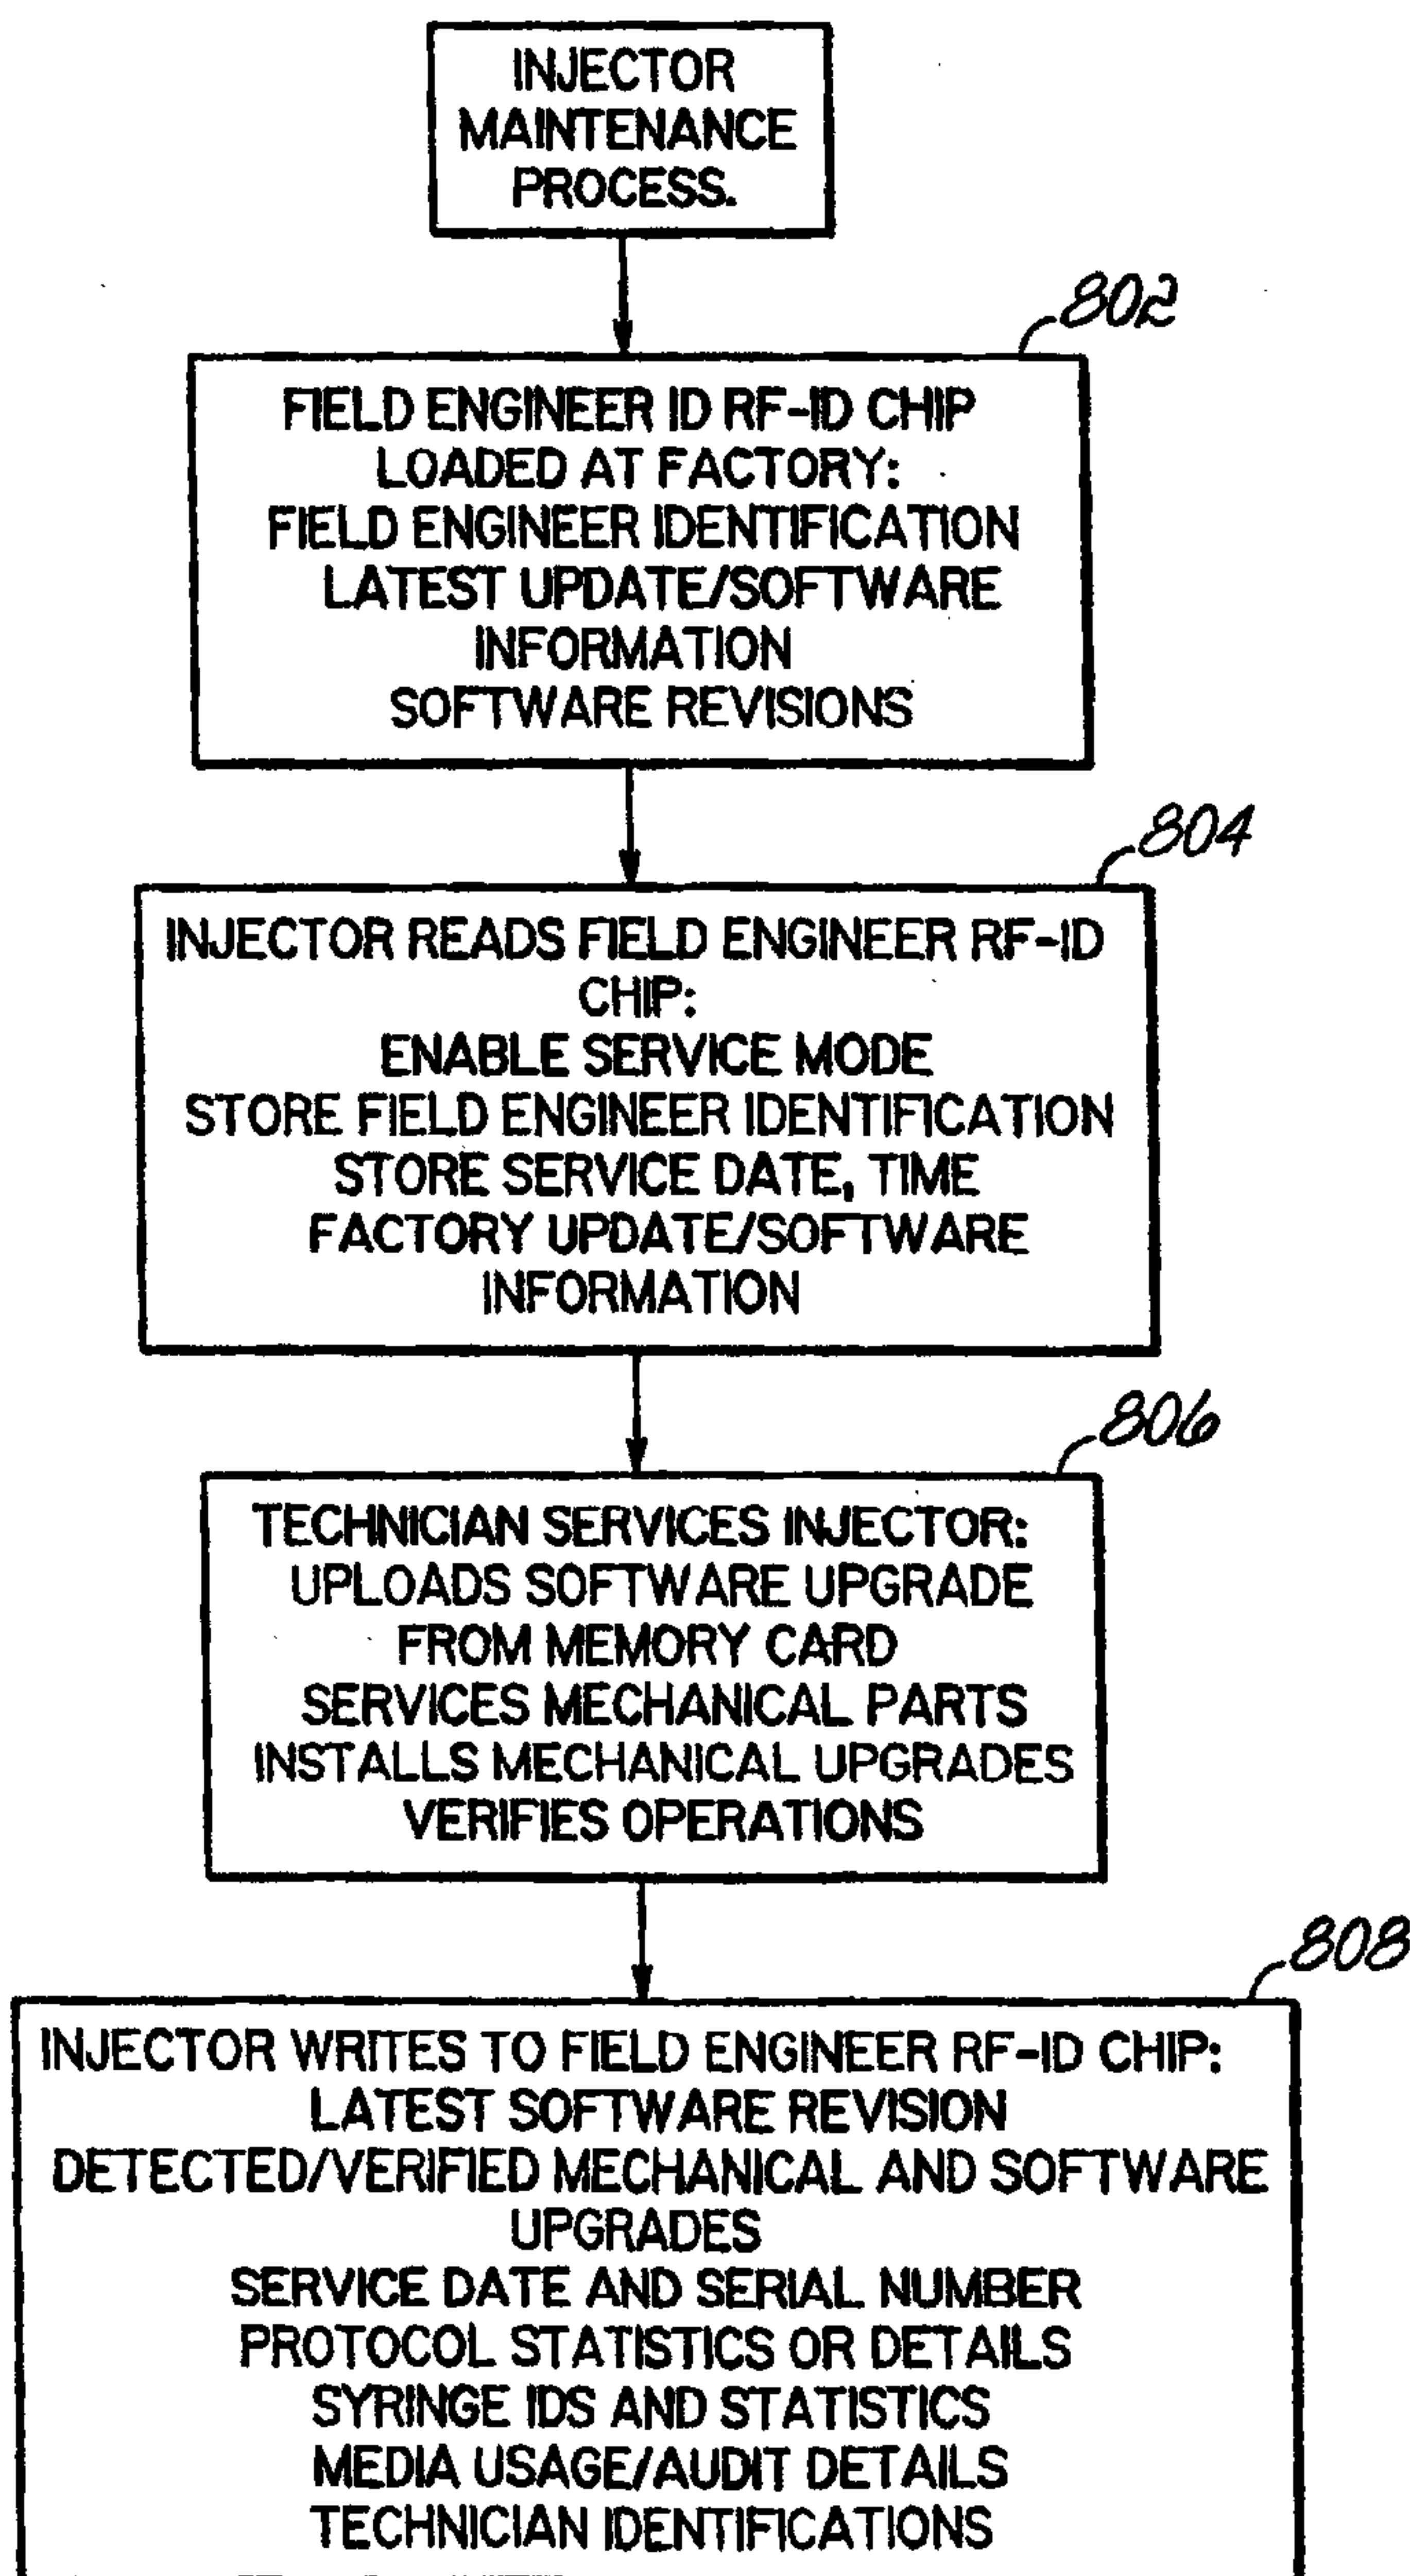 INJECTOR
MAINTENANCE
PROCESS.
802
FIELD ENGINEER ID RF-ID CHIP
LOADED AT FACTORY:
FIELD ENGINEER IDENTIFICATION
LATEST UPDATE/SOFTWARE
INFORMATION
SOFTWARE REVISIONS
804
INJECTOR READS FIELD ENGINEER RF-ID
CHIP:
ENABLE SERVICE MODE
STORE FIELD ENGINEER IDENTIFICATION
STORE SERVICE DATE, TIME
FACTORY UPDATE/SOFTWARE
INFORMATION
806
TECHNICIAN SERVICES INJECTOR:
UPLOADS SOFTWARE UPGRADE
FROM MEMORY CARD
SERVICES MECHANICAL PARTS
INSTALLS MECHANICAL UPGRADES
VERIFIES OPERATIONS
808
INJECTOR WRITES TO FIELD ENGINEER RF-ID CHIP:
LATEST SOFTWARE REVISION
DETECTED/VERIFIED MECHANICAL AND SOFTWARE
UPGRADES
SERVICE DATE AND SERIAL NUMBER
PROTOCOL STATISTICS OR DETAILS
SYRINGE IDS AND STATISTICS
MEDIA USAGE/AUDIT DETAILS
TECHNICIAN IDENTIFICATIONS